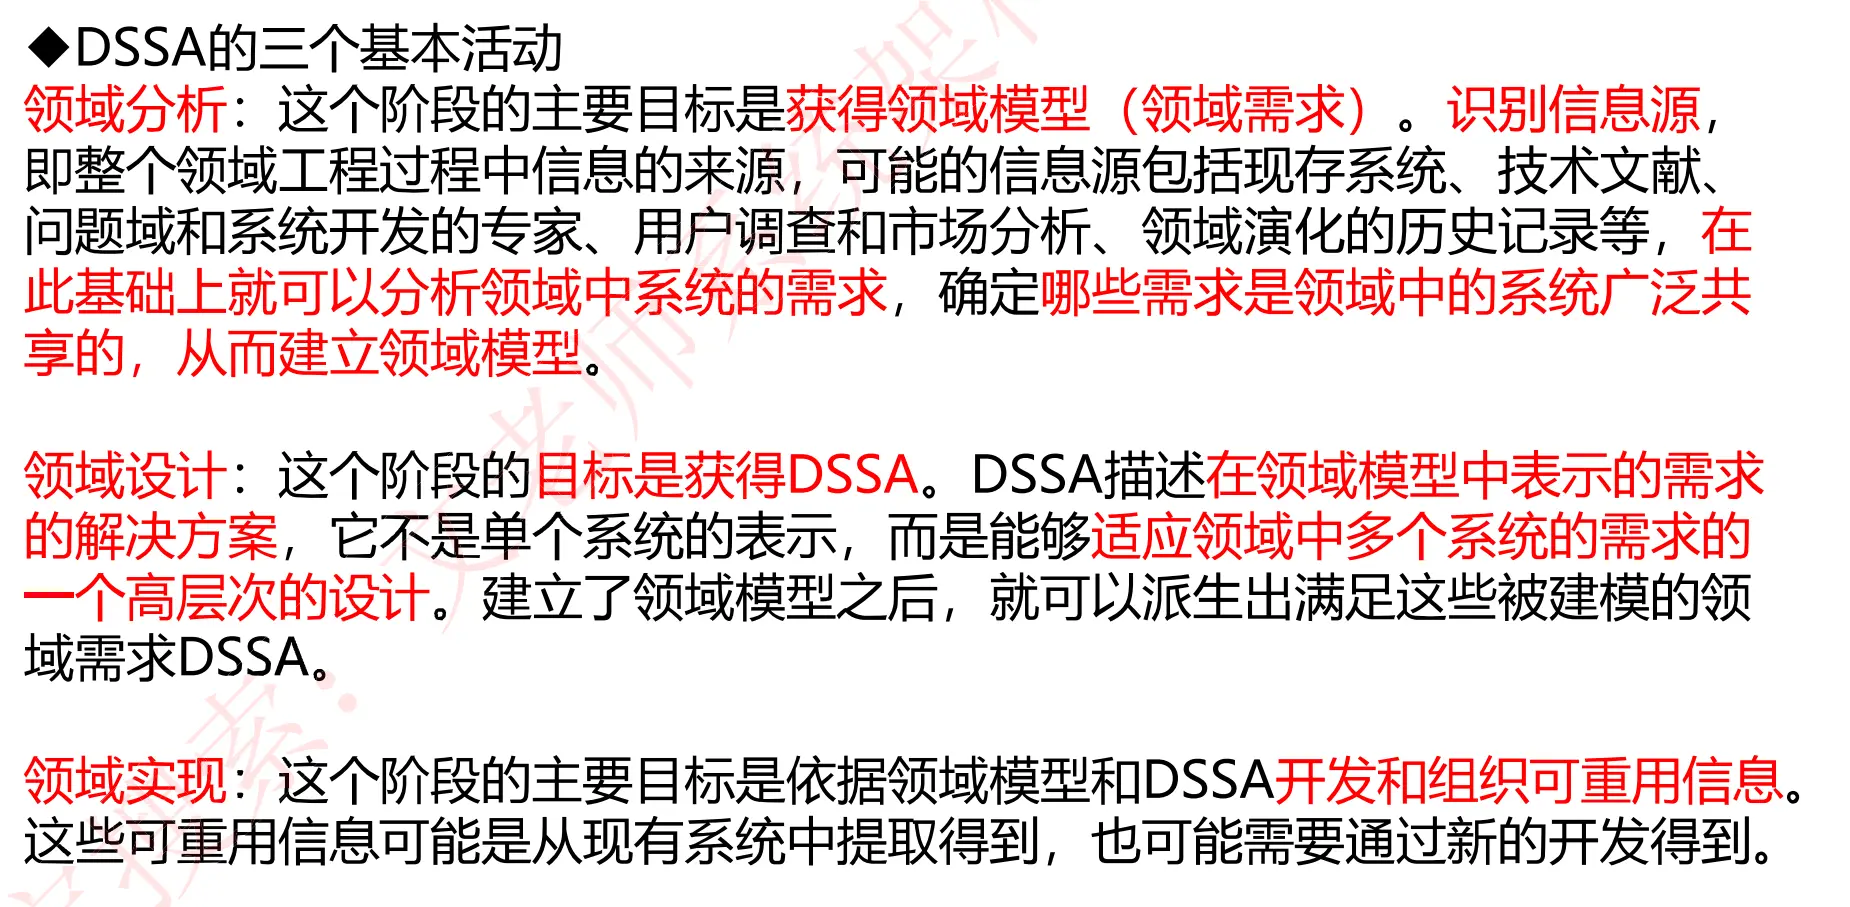 ◆DSSA的三个基本活动
领域分析：这个阶段的主要目标是获得领域模型（领域需求）。识别信息源，
即整个领域工程过程中信息的来源，可能的信息源包括现存系统、技术文献、
问题域和系统开发的专家、用户调查和市场分析、领域演化的历史记录等，在
此基础上就可以分析领域中系统的需求，确定哪些需求是领域中的系统广泛共
享的，从而建立领域模型。
领域设计：这个阶段的目标是获得DSSA。DSSA描述在领域模型中表示的需求
的解决方案，它不是单个系统的表示，而是能够适应领域中多个系统的需求的
一个高层次的设计。建立了领域模型之后，就可以派生出满足这些被建模的领
域需求DSSA。
领域实现：这个阶段的主要目标是依据领域模型和DSSA开发和组织可重用信息。
这些可重用信息可能是从现有系统中提取得到，也可能需要通过新的开发得到。
搜索：文老师系统架